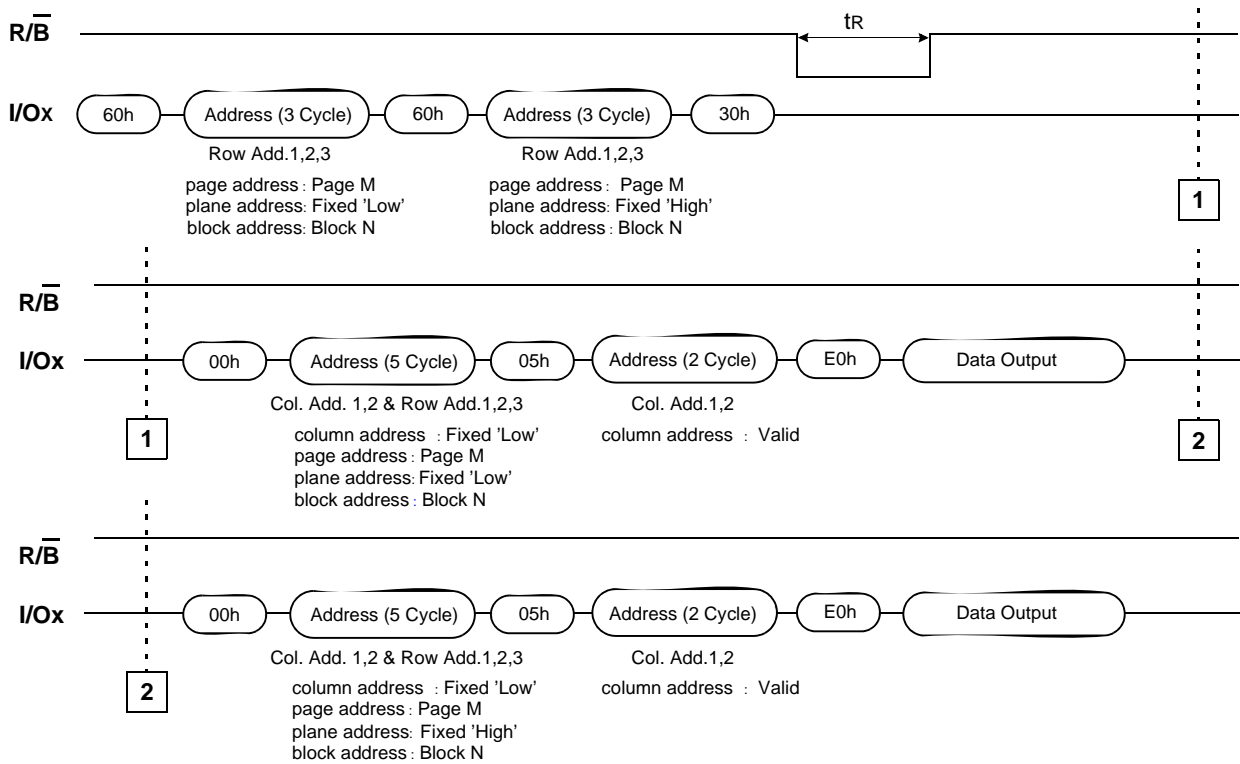 tR
R/B
I/Ox 60h Address (3 Cycle) 60h Address (3 Cycle) 30h
Row Add.1,2,3 Row Add.1,2,3
page address : Page M page address : Page M
plane address: Fixed 'Low' plane address: Fixed 'High'
block address: Block N block address : Block N
1
R/B
I/Ox 00h Address (5 Cycle) 05h Address (2 Cycle) E0h Data Output
Col. Add. 1,2 & Row Add.1,2,3 Col. Add.1,2
1 column address : Fixed 'Low' column address : Valid 2
page address : Page M
plane address: Fixed 'Low'
block address : Block N
R/B
I/Ox 00h Address (5 Cycle) 05h Address (2 Cycle) E0h Data Output
Col. Add. 1,2 & Row Add.1,2,3 Col. Add.1,2
2 column address : Fixed 'Low' column address : Valid
page address : Page M
plane address: Fixed 'High'
block address : Block N